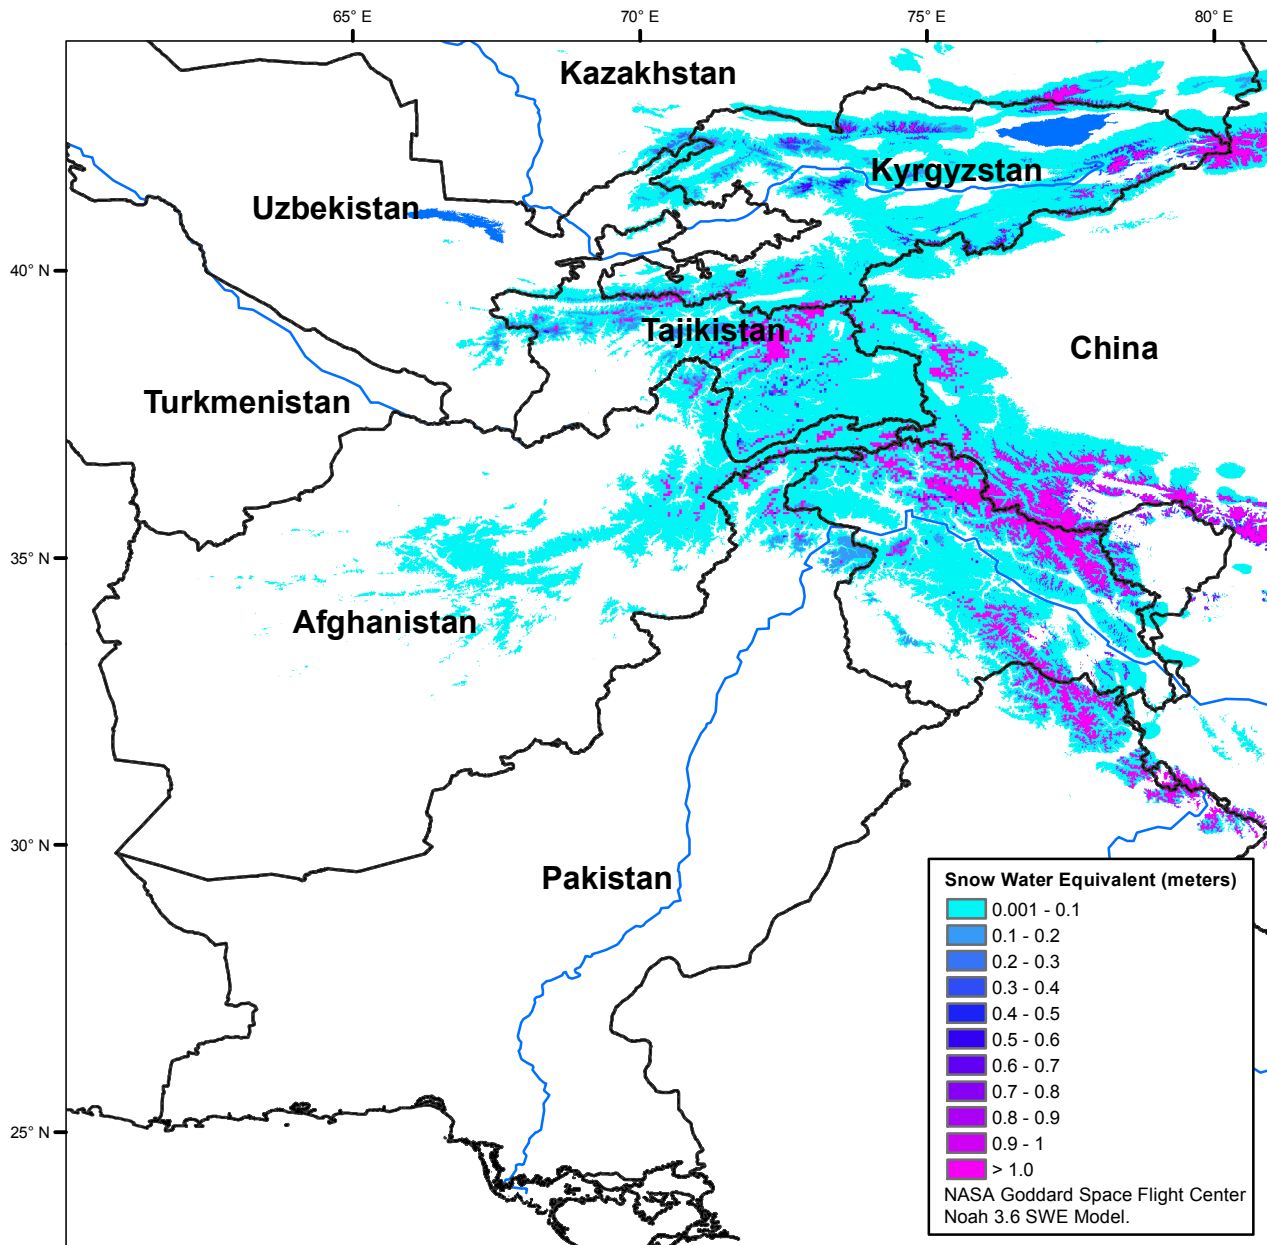 65° E
70° E
75° E
80° E
Kazakhstan
Kyrgyzstan
Uzbekistan
40° N
Tajikistan
China
Turkmenistan
35° N
Afghanistan
30° N
Pakistan
25° N
Snow Water Equivalent (meters)
0.001 - 0.1
0.1 - 0.2
0.2 - 0.3
0.3 - 0.4
0.4 - 0.5
0.5 - 0.6
0.6 - 0.7
0.7 - 0.8
0.8 - 0.9
0.9 - 1
> 1.0
NASA Goddard Space Flight Center
Noah 3.6 SWE Model.